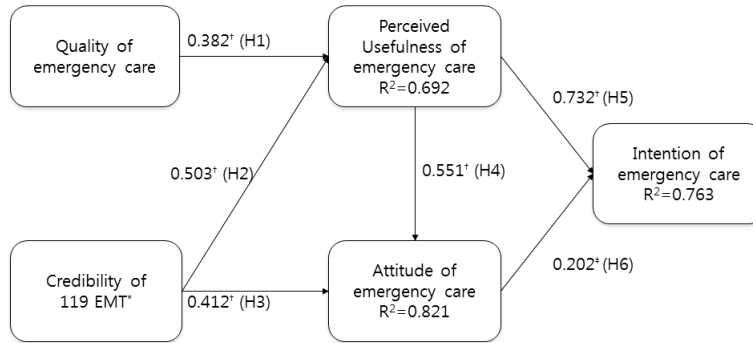 Quality of
emergency care
0.382† (H1)
Perceived
Usefulness of
emergency care
R²=0.692
0.732† (H5)
0.503† (H2)
0.551† (H4)
Intention of
emergency care
R²=0.763
Credibility of
119 EMT*
0.412† (H3)
Attitude of
emergency care
R²=0.821
0.202‡ (H6)